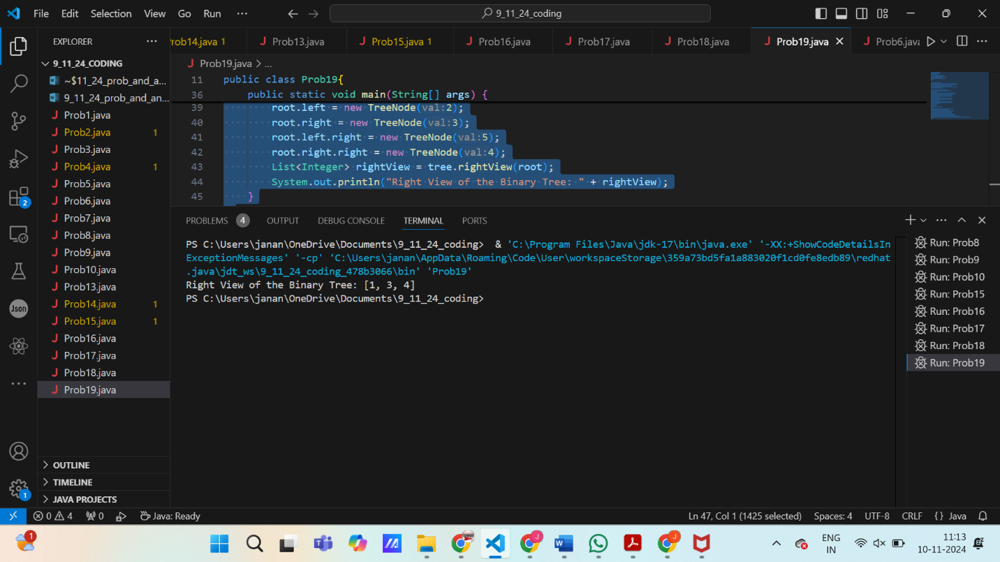 File Edit Selection View Go Run ··· 9_11_24_coding
EXPLORER ···
9_11_24_CODING
~$11_24_prob_and_a...
9_11_24_prob_and_an...
Prob1.java
Prob2.java 1
Prob3.java
Prob4.java 1
Prob5.java
Prob6.java
Prob7.java
Prob8.java
Prob9.java
Prob10.java
Prob13.java
Prob14.java 1
Prob15.java 1
Prob16.java
Prob17.java
Prob18.java
Prob19.java
OUTLINE
TIMELINE
JAVA PROJECTS
2
Json
1
Prob14.java 1 Prob13.java Prob15.java 1 Prob16.java Prob17.java Prob18.java Prob19.java Prob6.java
Prob19.java > ...
11 public class Prob19{
36 public static void main(String[] args) {
39 root.left = new TreeNode(val:2);
40 root.right = new TreeNode(val:3);
41 root.left.right = new TreeNode(val:5);
42 root.right.right = new TreeNode(val:4);
43 List<Integer> rightView = tree.rightView(root);
44 System.out.println("Right View of the Binary Tree: " + rightView);
45 }
PROBLEMS 4 OUTPUT DEBUG CONSOLE TERMINAL PORTS
PS C:\Users\janan\OneDrive\Documents\9_11_24_coding> & 'C:\Program Files\Java\jdk-17\bin\java.exe' '-XX:+ShowCodeDetailsIn
ExceptionMessages' '-cp' 'C:\Users\janan\AppData\Roaming\Code\User\workspaceStorage\359a73bd5fa1a883020f1cd0fe8edb89\redhat
.java\jdt_ws\9_11_24_coding_478b3066\bin' 'Prob19'
Right View of the Binary Tree: [1, 3, 4]
PS C:\Users\janan\OneDrive\Documents\9_11_24_coding>
Run: Prob8
Run: Prob9
Run: Prob10
Run: Prob15
Run: Prob16
Run: Prob17
Run: Prob18
Run: Prob19
0 4 0 Java: Ready Ln 47, Col 1 (1425 selected) Spaces: 4 UTF-8 CRLF {} Java
1
ENG
IN
11:13
10-11-2024